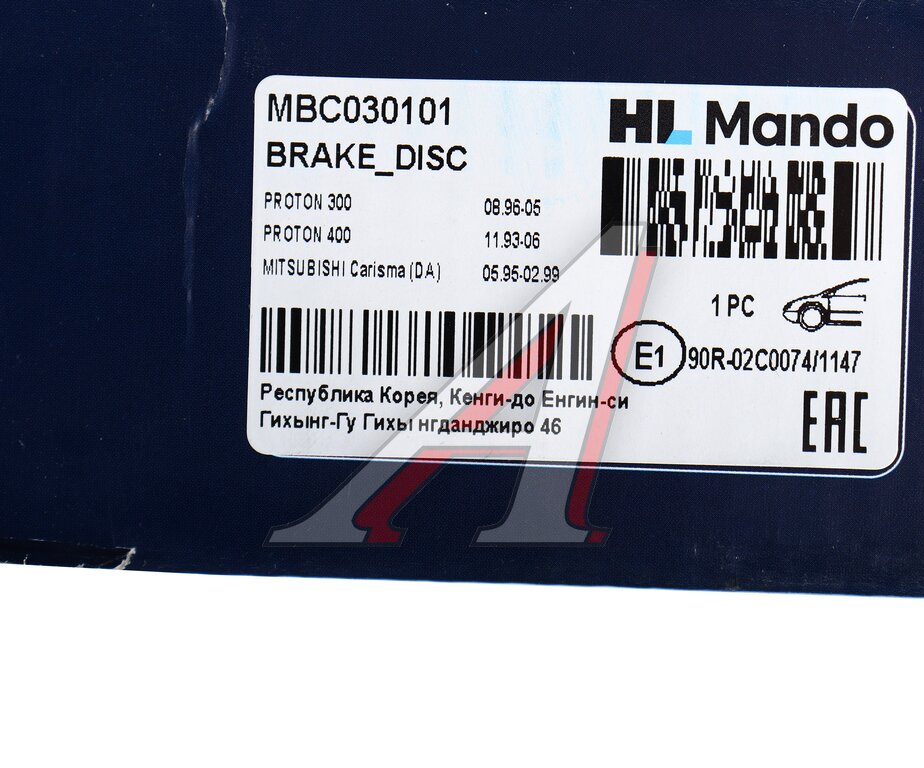 MBC030101
HL Mando
BRAKE_DISC
PROTON 300 08.96-05
PROTON 400 11.93-06
MITSUBISHI Carisma (DA) 05.95-02.99
1 PC
E1 90R-02C0074/1147
Республика Корея, Кенги-до Енгин-си
Гихынг-Гу Гихы нгданджиро 46
EAC